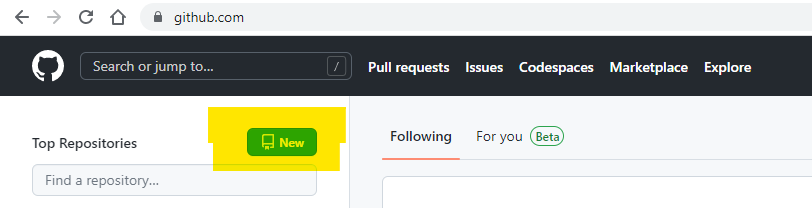 github.com
Search or jump to... /
Pull requests Issues Codespaces Marketplace Explore
Top Repositories New
Find a repository...
Following For you Beta